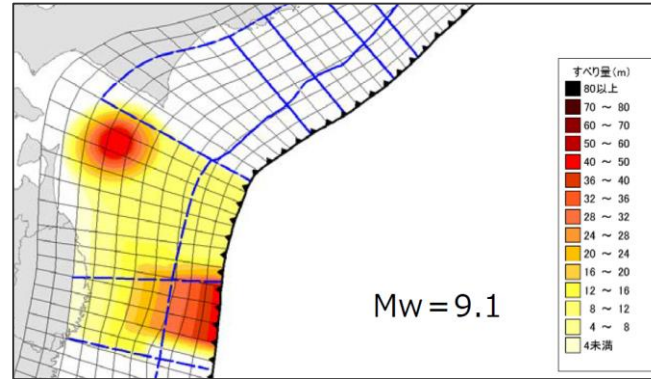 Mw=9.1
すべり量(m)
80以上
70 ～ 80
60 ～ 70
50 ～ 60
40 ～ 50
36 ～ 40
32 ～ 36
28 ～ 32
24 ～ 28
20 ～ 24
16 ～ 20
12 ～ 16
8 ～ 12
4 ～ 8
4未満